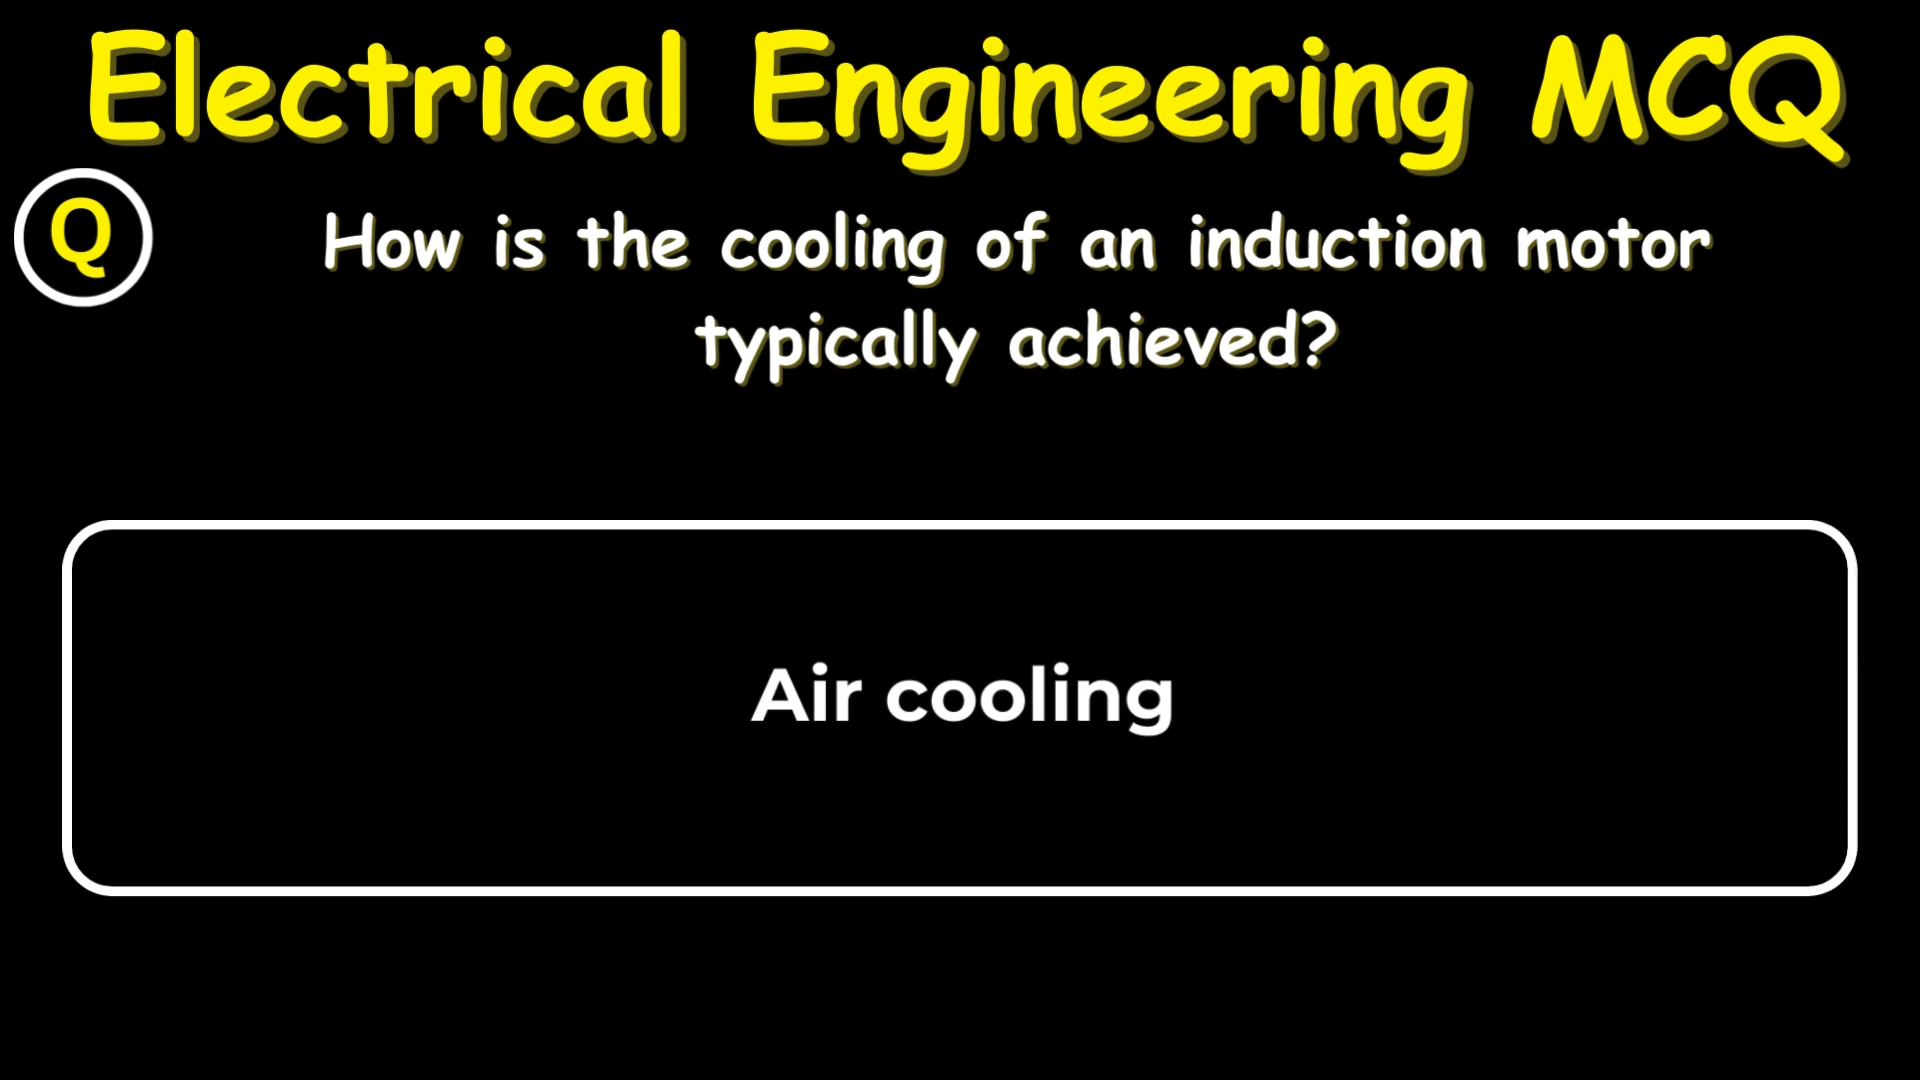 Electrical Engineering MCQ
Q
How is the cooling of an induction motor
typically achieved?
Air cooling